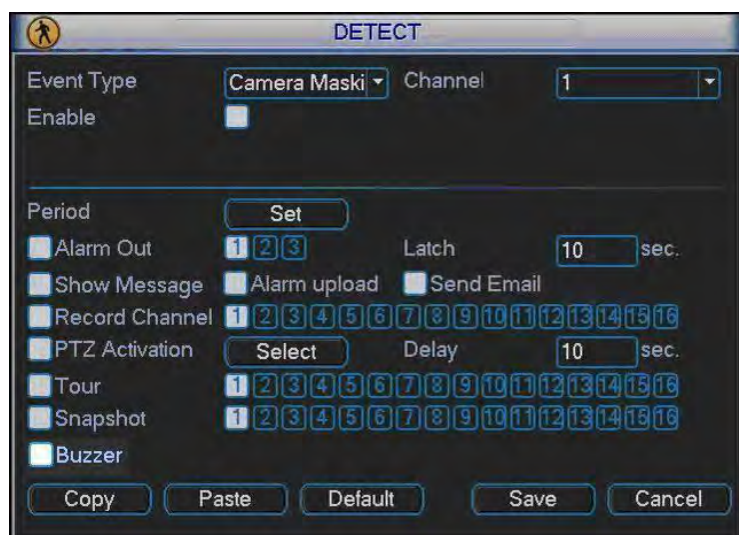 DETECT
Event Type Camera Maski Channel 1
Enable
Period Set
Alarm Out 1 2 3 Latch 10 sec.
Show Message Alarm upload Send Email
Record Channel 1 2 3 4 5 6 7 8 9 10 11 12 13 14 15 16
PTZ Activation Select Delay 10 sec.
Tour 1 2 3 4 5 6 7 8 9 10 11 12 13 14 15 16
Snapshot 1 2 3 4 5 6 7 8 9 10 11 12 13 14 15 16
Buzzer
Copy Paste Default Save Cancel